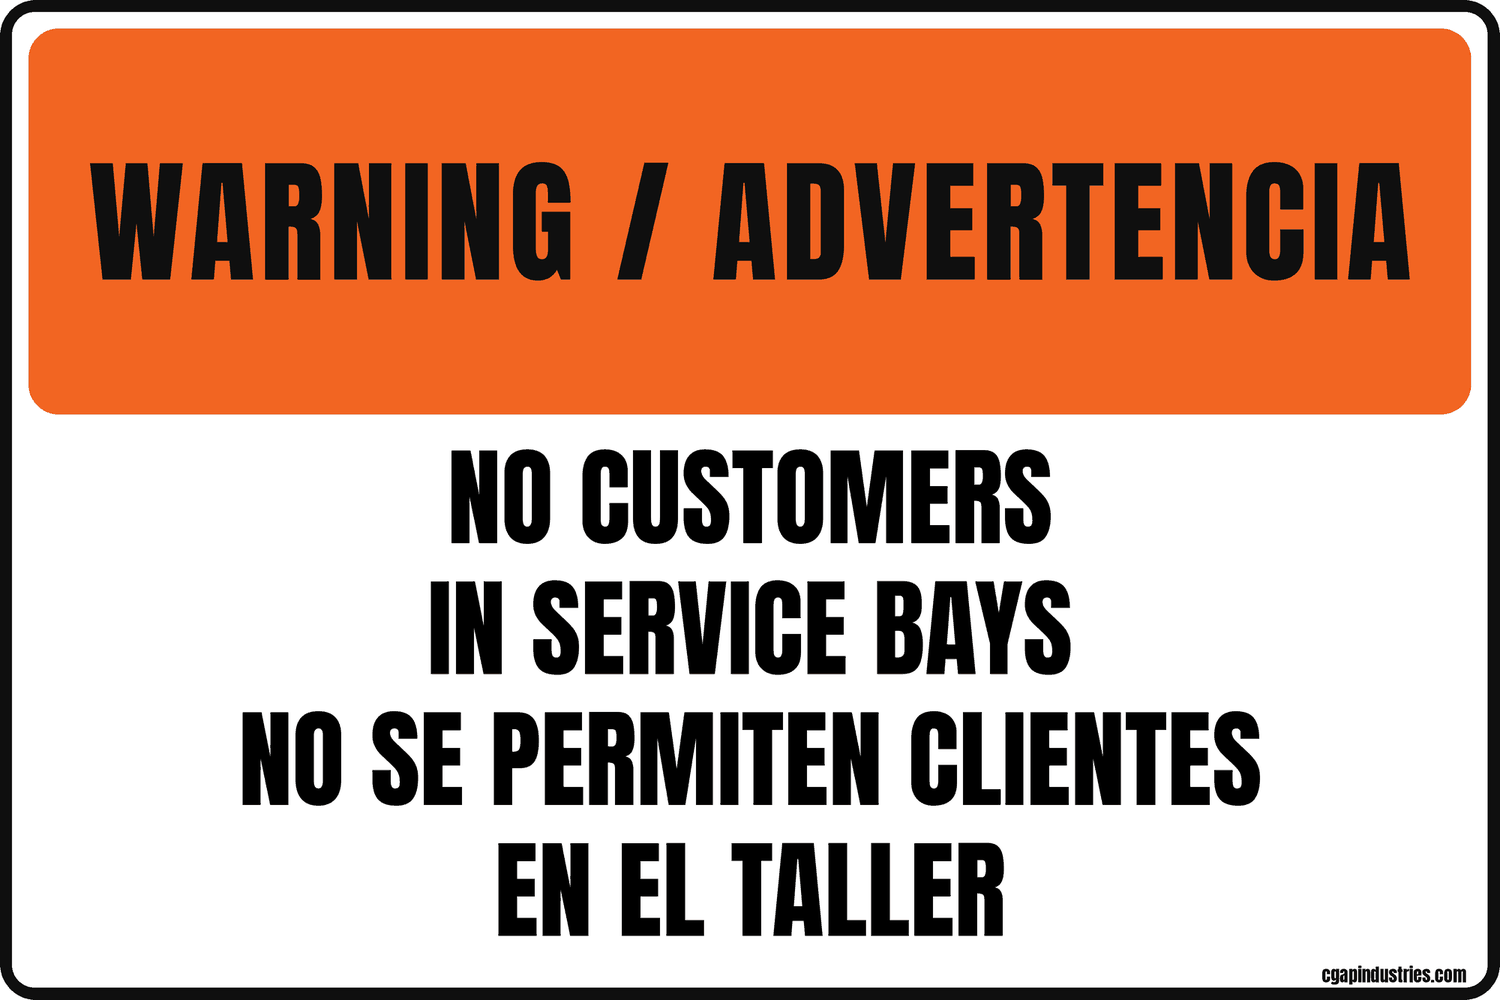 WARNING / ADVERTENCIA
NO CUSTOMERS
IN SERVICE BAYS
NO SE PERMITEN CLIENTES
EN EL TALLER
cgapindustries.com